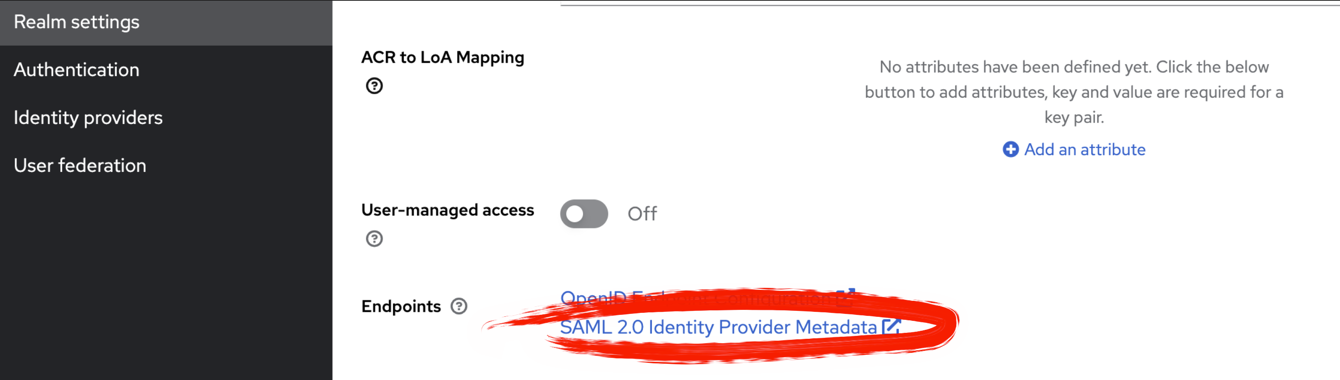 Realm settings
Authentication
Identity providers
User federation
ACR to LoA Mapping
No attributes have been defined yet. Click the below
button to add attributes, key and value are required for a
key pair.
Add an attribute
User-managed access
Off
Endpoints
OpenID Endpoint Configuration
SAML 2.0 Identity Provider Metadata